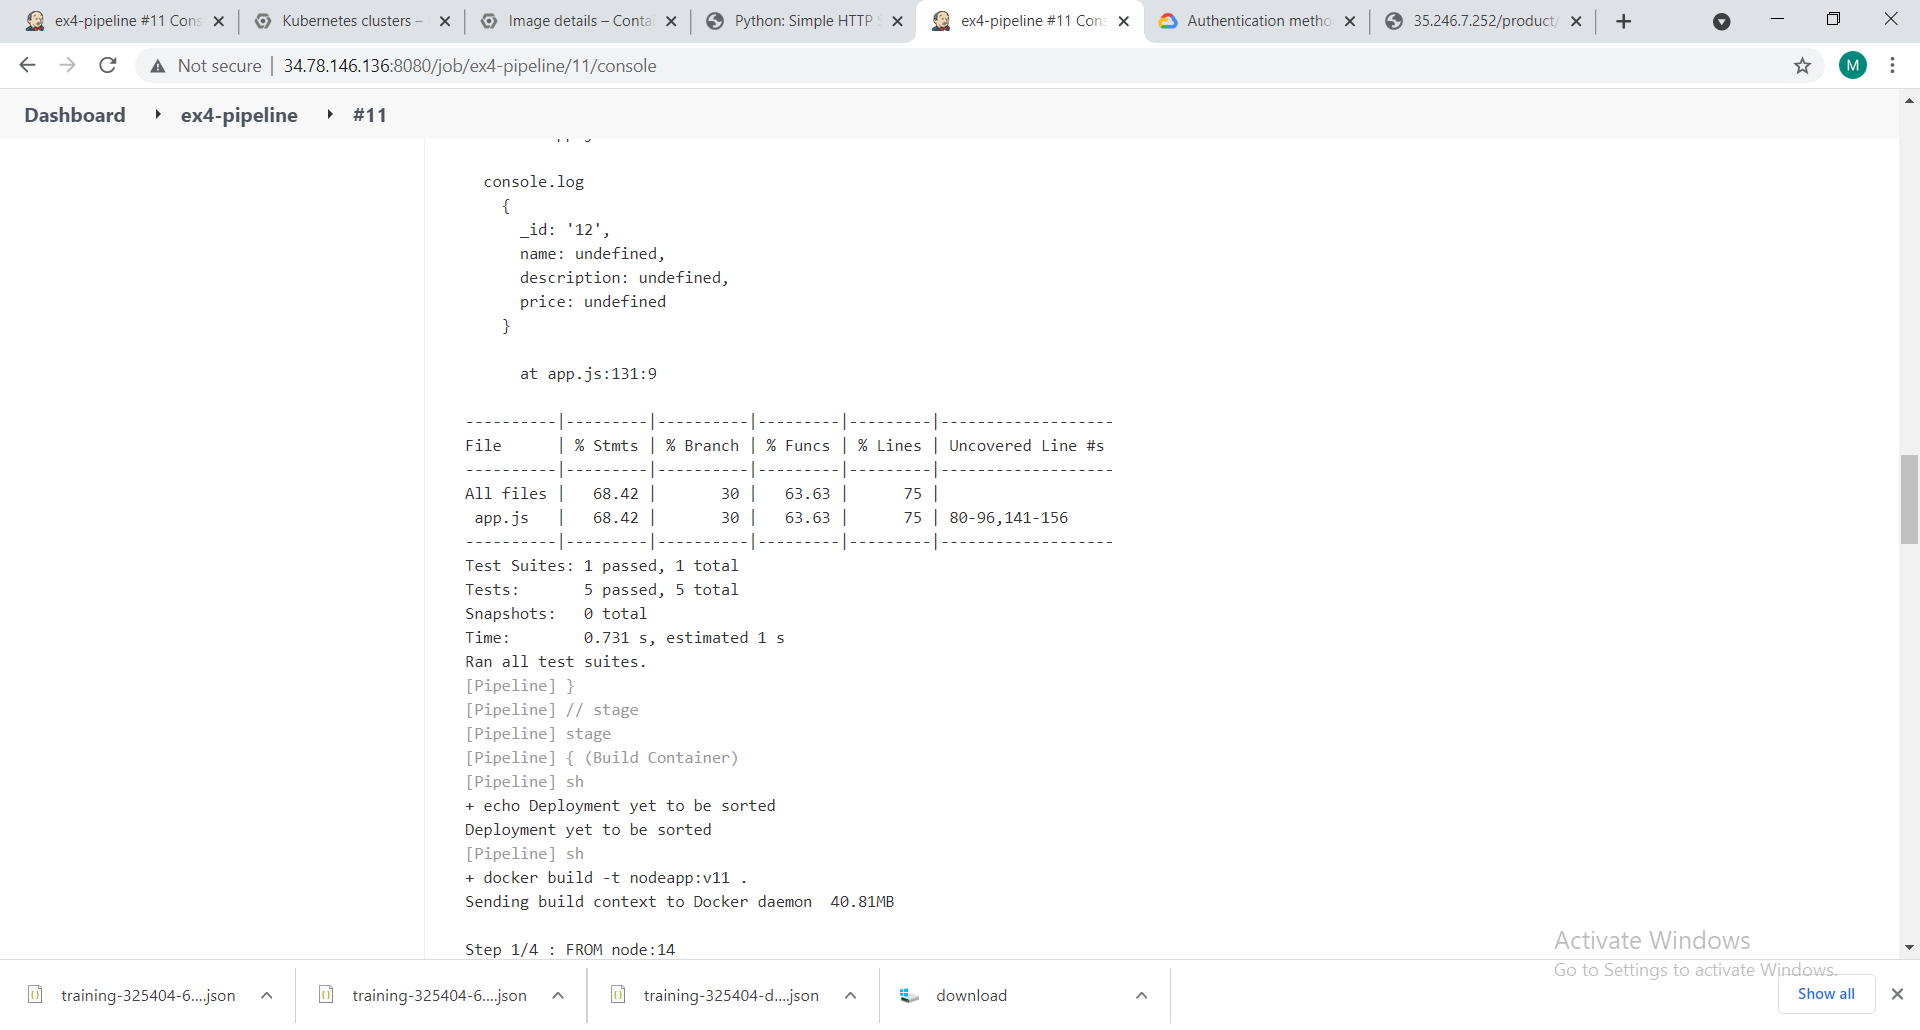 ex4-pipeline #11 Cons
Kubernetes clusters –
Image details – Conta
Python: Simple HTTP S
ex4-pipeline #11 Cons
Authentication metho
35.246.7.252/product/
Not secure | 34.78.146.136:8080/job/ex4-pipeline/11/console
M
Dashboard ex4-pipeline #11
console.log
{
_id: '12',
name: undefined,
description: undefined,
price: undefined
}
at app.js:131:9
----------|---------|----------|---------|---------|-------------------
File      | % Stmts | % Branch | % Funcs | % Lines | Uncovered Line #s
----------|---------|----------|---------|---------|-------------------
All files |   68.42 |       30 |   63.63 |      75 |
 app.js   |   68.42 |       30 |   63.63 |      75 | 80-96,141-156
----------|---------|----------|---------|---------|-------------------
Test Suites: 1 passed, 1 total
Tests:       5 passed, 5 total
Snapshots:   0 total
Time:        0.731 s, estimated 1 s
Ran all test suites.
[Pipeline] }
[Pipeline] // stage
[Pipeline] stage
[Pipeline] { (Build Container)
[Pipeline] sh
+ echo Deployment yet to be sorted
Deployment yet to be sorted
[Pipeline] sh
+ docker build -t nodeapp:v11 .
Sending build context to Docker daemon  40.81MB
Step 1/4 : FROM node:14
Activate Windows
Go to Settings to activate Windows.
training-325404-6....json
training-325404-6....json
training-325404-d....json
download
Show all